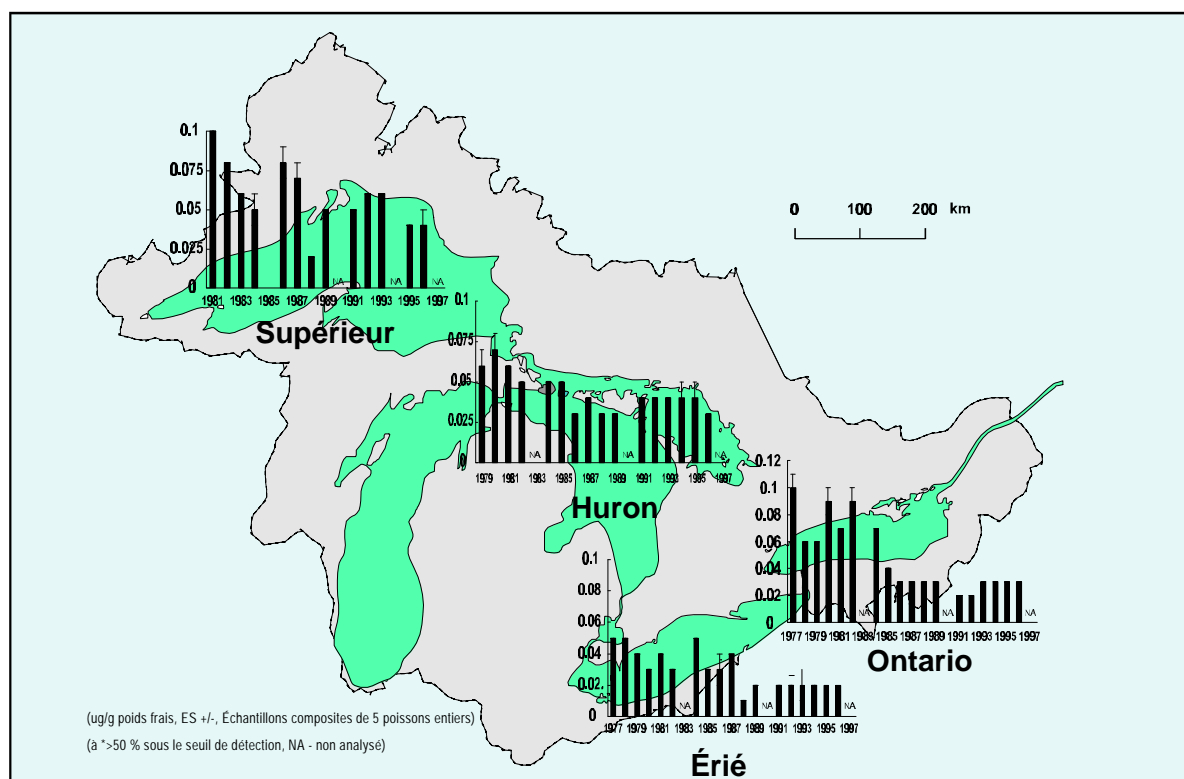 0.1
0.075
0.05
0.025
0
NA NA NA
1981 1983 1985 1987 1989 1991 1993 1995 1997
Supérieur
0 100 200 km
0.1
0.075
0.05
0.025
0
NA NA NA
1979 1981 1983 1985 1987 1989 1991 1993 1995 1997
Huron
0.12
0.1
0.08
0.06
0.04
0.02
0
NA NA NA
1977 1979 1981 1983 1985 1987 1989 1991 1993 1995 1997
Ontario
0.1
0.08
0.06
0.04
0.02
0
NA NA NA
1977 1979 1981 1983 1985 1987 1989 1991 1993 1995 1997
Érié
(ug/g poids frais, ES +/-, Échantillons composites de 5 poissons entiers)
(à *>50 % sous le seuil de détection, NA - non analysé)